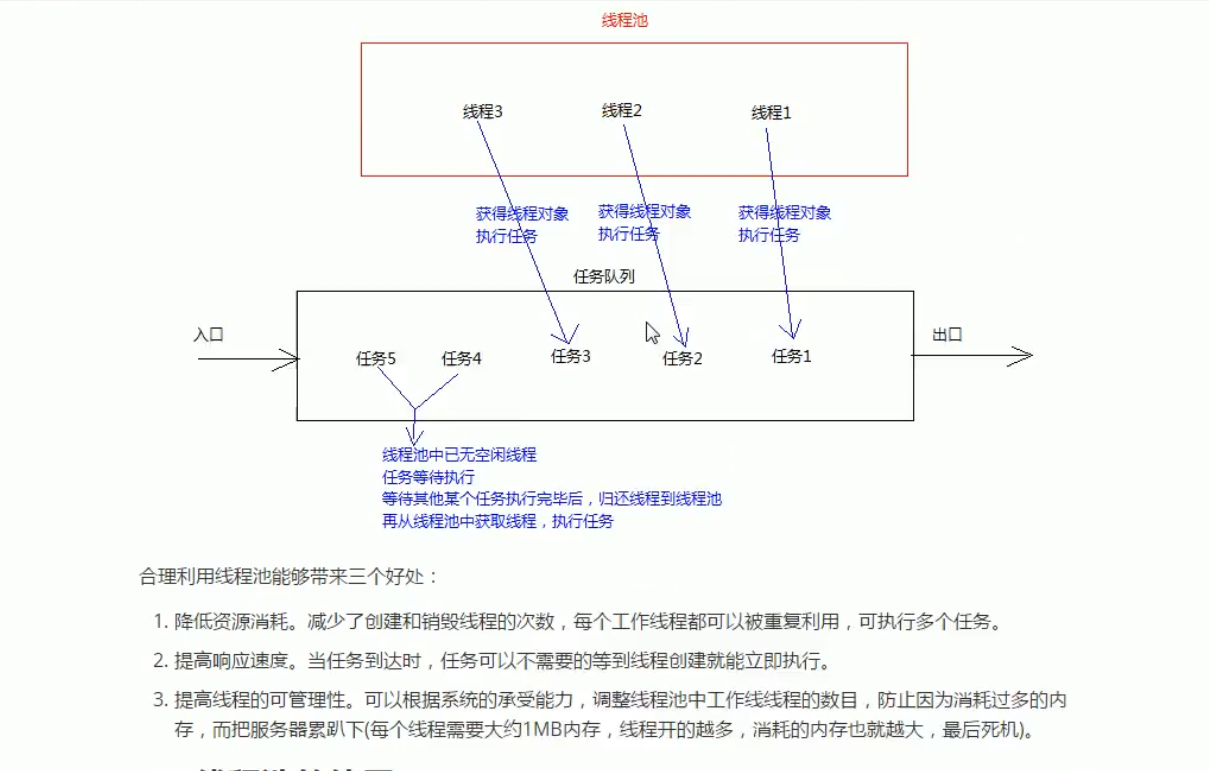 线程池
线程3
线程2
线程1
获得线程对象
执行任务
获得线程对象
执行任务
获得线程对象
执行任务
任务队列
入口
出口
任务5
任务4
任务3
任务2
任务1
线程池中已无空闲线程
任务等待执行
等待其他某个任务执行完毕后，归还线程到线程池
再从线程池中获取线程，执行任务
合理利用线程池能够带来三个好处：
1. 降低资源消耗。减少了创建和销毁线程的次数，每个工作线程都可以被重复利用，可执行多个任务。
2. 提高响应速度。当任务到达时，任务可以不需要的等到线程创建就能立即执行。
3. 提高线程的可管理性。可以根据系统的承受能力，调整线程池中工作线线程的数目，防止因为消耗过多的内
存，而把服务器累趴下(每个线程需要大约1MB内存，线程开的越多，消耗的内存也就越大，最后死机)。